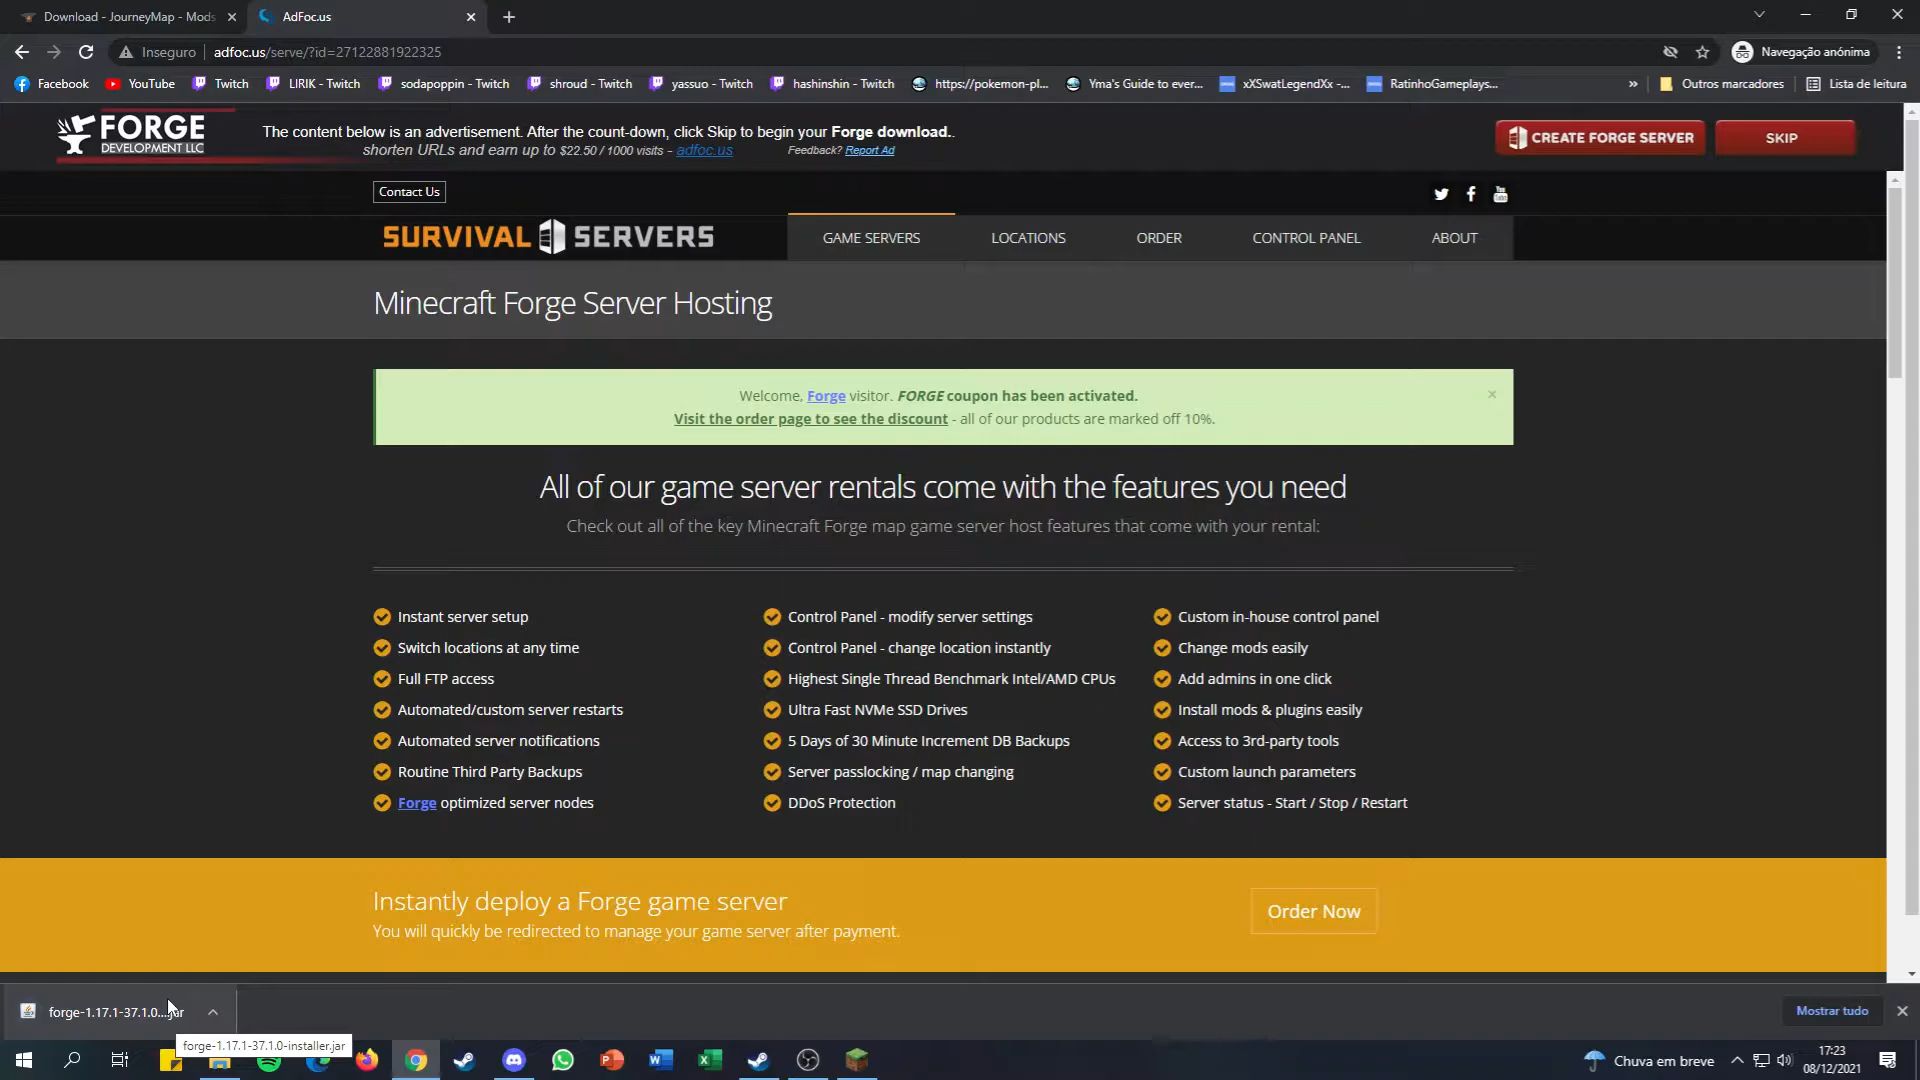 Download - JourneyMap - Mods
AdFoc.us
Inseguro
adfoc.us/serve/?id=27122881922325
Navegação anónima
Facebook
YouTube
Twitch
LIRIK - Twitch
sodapoppin - Twitch
shroud - Twitch
yassuo - Twitch
hashinshin - Twitch
https://pokemon-pl...
Yma's Guide to ever...
xXSwatLegendXx -...
RatinhoGameplays...
»
Outros marcadores
Lista de leitura
FORGE
DEVELOPMENT LLC
The content below is an advertisement. After the count-down, click Skip to begin your Forge download..
shorten URLs and earn up to $22.50 / 1000 visits - adfoc.us
Feedback? Report Ad
CREATE FORGE SERVER
SKIP
Contact Us
SURVIVAL SERVERS
GAME SERVERS
LOCATIONS
ORDER
CONTROL PANEL
ABOUT
Minecraft Forge Server Hosting
Welcome, Forge visitor. FORGE coupon has been activated.
Visit the order page to see the discount - all of our products are marked off 10%.
All of our game server rentals come with the features you need
Check out all of the key Minecraft Forge map game server host features that come with your rental:
Instant server setup
Switch locations at any time
Full FTP access
Automated/custom server restarts
Automated server notifications
Routine Third Party Backups
Forge optimized server nodes
Control Panel - modify server settings
Control Panel - change location instantly
Highest Single Thread Benchmark Intel/AMD CPUs
Ultra Fast NVMe SSD Drives
5 Days of 30 Minute Increment DB Backups
Server passlocking / map changing
DDoS Protection
Custom in-house control panel
Change mods easily
Add admins in one click
Install mods & plugins easily
Access to 3rd-party tools
Custom launch parameters
Server status - Start / Stop / Restart
Instantly deploy a Forge game server
You will quickly be redirected to manage your game server after payment.
Order Now
forge-1.17.1-37.1.0....jar
Mostrar tudo
forge-1.17.1-37.1.0-installer.jar
Chuva em breve
17:23
08/12/2021